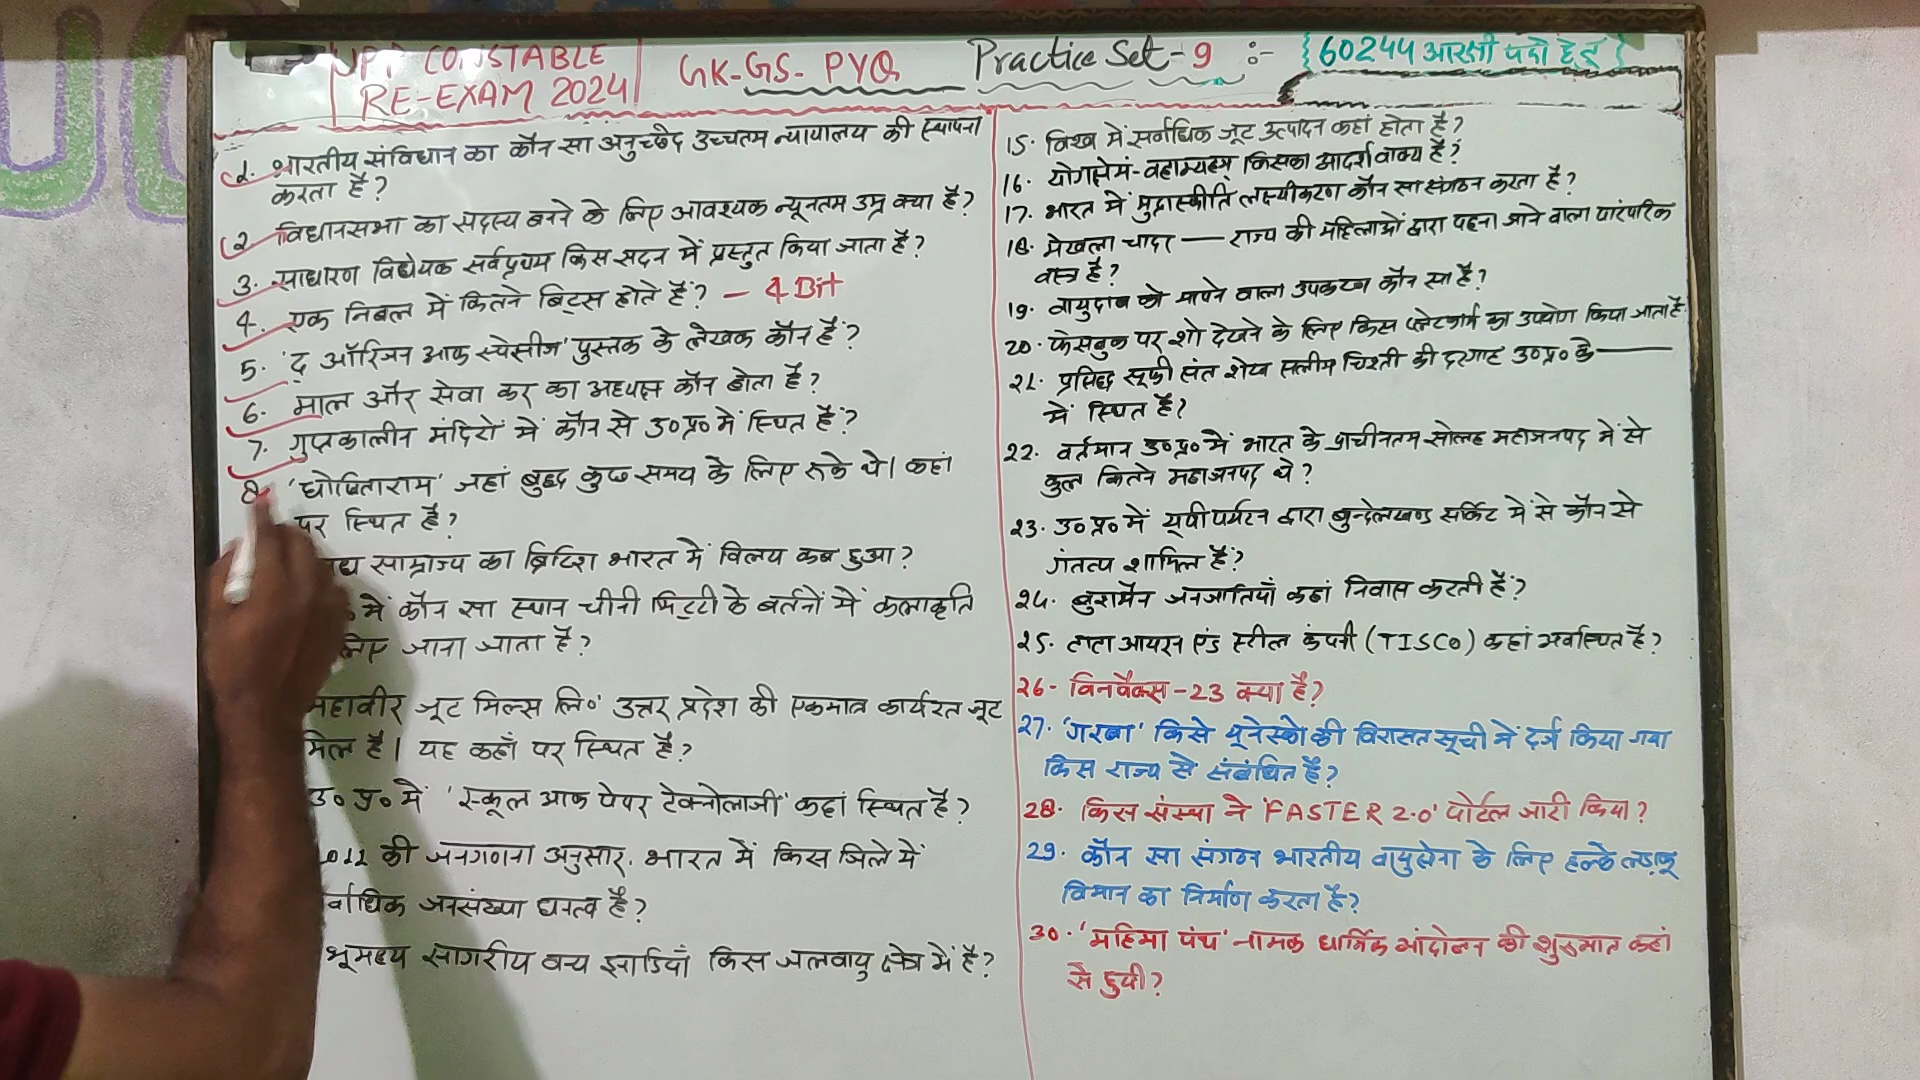 UPP CONSTABLE
RE-EXAM 2024
GK-GS-PYQ
Practice Set-9 :-
{60244 आरक्षी पदों हेतु}
1. भारतीय संविधान का कौन सा अनुच्छेद उच्चतम न्यायालय की स्थापना
करता है?
2. विधानसभा का सदस्य बनने के लिए आवश्यक न्यूनतम उम्र क्या है?
3. साधारण विधेयक सर्वप्रथम किस सदन में प्रस्तुत किया जाता है?
4. एक निबल में कितने बिट्स होते हैं? - 4 Bit
5. 'द ऑरिजन आफ स्पेसीज' पुस्तक के लेखक कौन हैं?
6. माल और सेवा कर का अध्यक्ष कौन होता है?
7. गुप्तकालीन मंदिरों में कौन से उ०प्र० में स्थित हैं?
8. 'घोषिताराम' जहां बुद्ध कुछ समय के लिए रूके थे। कहां
पर स्थित है?
साम्राज्य का ब्रिटिश भारत में विलय कब हुआ?
में कौन सा स्थान चीनी मिट्टी के बर्तनों में कलाकृति
लिए जाना जाता है?
महावीर जूट मिल्स लि०' उत्तर प्रदेश की एकमात्र कार्यरत जूट
मिल है। यह कहाँ पर स्थित है?
उ० प्र० में 'स्कूल आफ पेपर टेक्नोलाजी' कहां स्थित है?
की जनगणना अनुसार, भारत में किस जिले में
जनसंख्या घनत्व है?
भूमध्य सागरीय वन्य झाडियाँ किस जलवायु क्षेत्र में है?
15. विश्व में सर्वाधिक जूट उत्पादन कहां होता है?
16. योगक्षेमं-वहाम्यहम् किसका आदर्श वाक्य है?
17. भारत में मुद्रास्फीति लक्ष्यीकरण कौन सा संगठन करता है?
18. मेखला चादर — राज्य की महिलाओं द्वारा पहना जाने वाला पारंपरिक
वस्त्र है?
19. वायुदाब को मापने वाला उपकरण कौन सा है?
20. फेसबुक पर शो देखने के लिए किस प्लेटफार्म का उपयोग किया जाता है?
21. प्रसिद्ध सूफी संत शेख सलीम चिश्ती की दरगाह उ०प्र० के ———
में स्थित है?
22. वर्तमान उ०प्र० में भारत के प्राचीनतम सोलह महाजनपद में से
कुल कितने महाजनपद थे?
23. उ०प्र० में यूपी पर्यटन द्वारा बुन्देलखण्ड सर्किट में से कौन से
गंतव्य शामिल हैं?
24. बुशमैन जनजातियाँ कहां निवास करती हैं?
25. टाटा आयरन एंड स्टील कंपनी (TISCO) कहां अवस्थित है?
26- विनबैक्स-23 क्या है?
27. 'गरबा' किसे यूनेस्को की विरासत सूची में दर्ज किया गया
किस राज्य से संबंधित है?
28. किस संस्था ने 'FASTER 2.0' पोर्टल जारी किया?
29. कौन सा संगठन भारतीय वायुसेना के लिए हल्के लड़ाकू
विमान का निर्माण करता है?
30. 'महिमा पंथ' नामक धार्मिक आंदोलन की शुरुआत कहां
से हुयी?